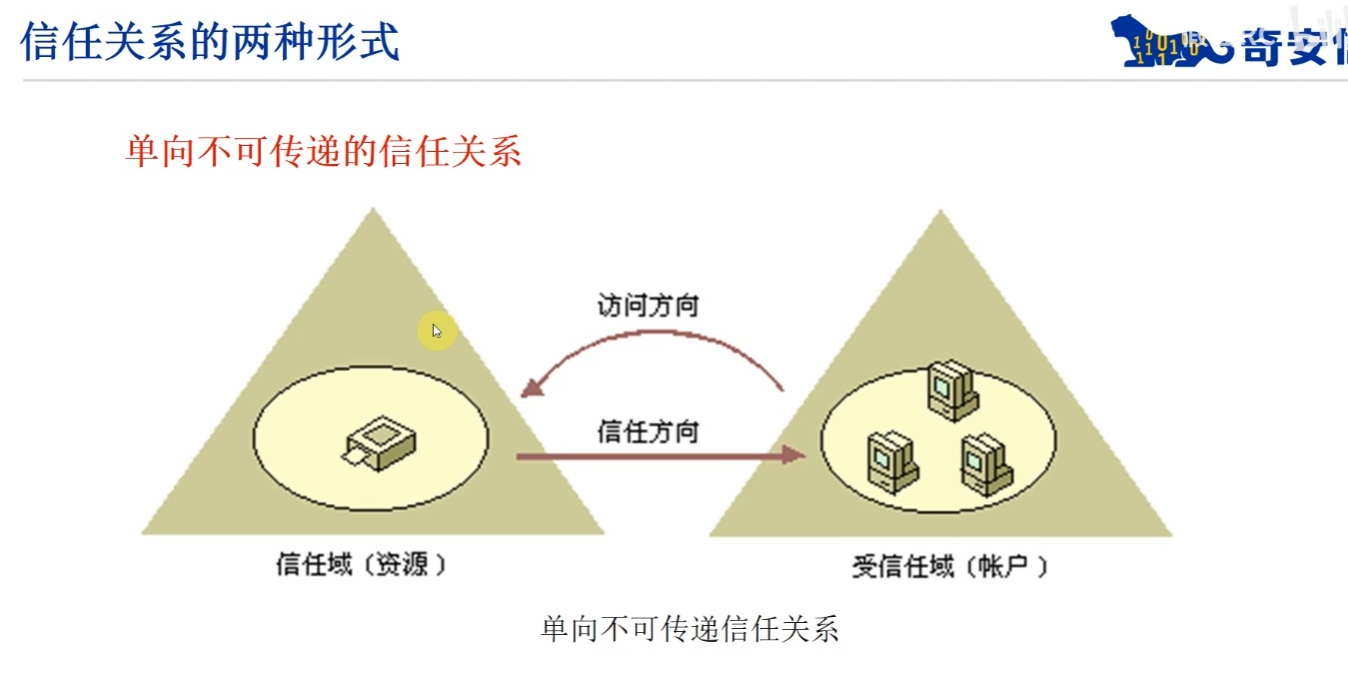 信任关系的两种形式
奇安信
单向不可传递的信任关系
访问方向
信任方向
信任域（资源）
受信任域（帐户）
单向不可传递信任关系